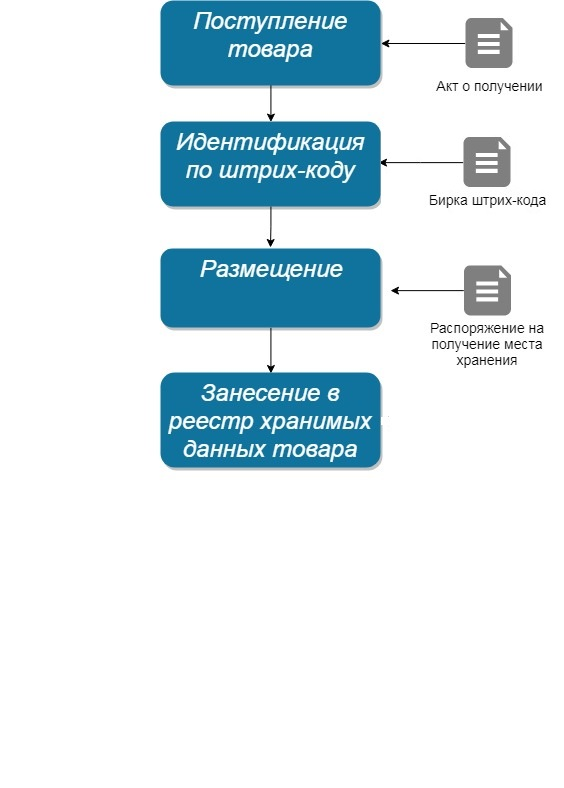 Поступление
товара
Акт о получении
Идентификация
по штрих-коду
Бирка штрих-кода
Размещение
Распоряжение на
получение места
хранения
Занесение в
реестр хранимых
данных товара